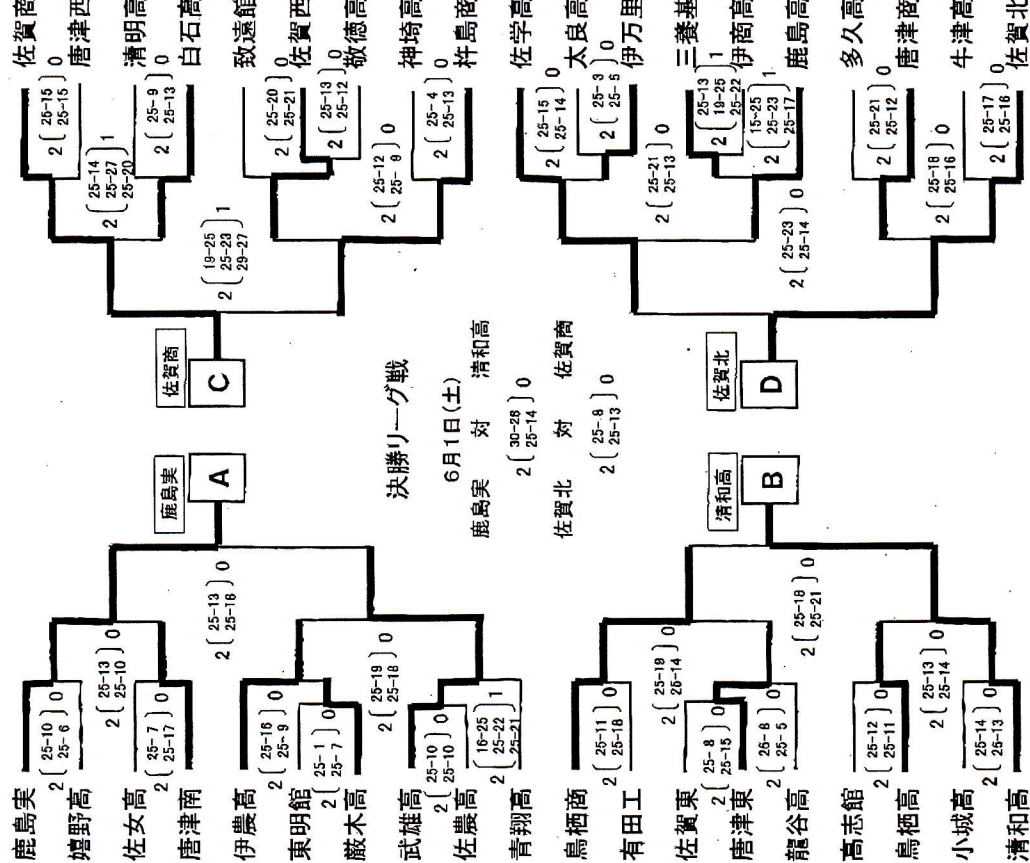 鹿島実
嬉野高
佐女高
唐津南
伊農高
東明館
厳木高
武雄高
佐農高
青翔高
鳥栖商
有田工
佐賀東
唐津東
龍谷高
高志館
鳥栖高
小城高
清和高
2 ( 25-10 25- 6 ) 0
2 ( 25- 7 25-17 ) 0
2 ( 25-13 25-10 ) 0
2 ( 25-16 25- 9 ) 0
2 ( 25- 1 25- 7 ) 0
2 ( 25-10 25-10 ) 0
2 ( 16-25 25-22 25-21 ) 1
2 ( 25-19 25-18 ) 0
2 ( 25-13 25-16 ) 0
2 ( 25-11 25-18 ) 0
2 ( 25- 8 25-15 ) 0
2 ( 26- 8 25- 5 ) 0
2 ( 25-19 25-14 ) 0
2 ( 25-12 25-11 ) 0
2 ( 25-14 25-13 ) 0
2 ( 25-13 25-14 ) 0
2 ( 25-18 25-21 ) 0
鹿島実
A
清和高
B
決勝リーグ戦
6月1日(土)
鹿島実 対 清和高
2 ( 30-28 25-14 ) 0
佐賀北 対 佐賀商
2 ( 25- 8 25-13 ) 0
佐賀商
C
佐賀北
D
2 ( 19-25 25-23 29-27 ) 1
2 ( 25-14 25-27 25-20 ) 1
2 ( 25-15 25-15 ) 0
2 ( 25- 9 25-13 ) 0
2 ( 25-20 25-21 ) 0
2 ( 25-13 25-12 ) 0
2 ( 25-12 25- 9 ) 0
2 ( 25- 4 25-13 ) 0
2 ( 25-23 25-14 ) 0
2 ( 25-21 25-13 ) 0
2 ( 25-15 25-14 ) 0
2 ( 25- 3 25- 5 ) 0
2 ( 25-13 19-25 25-22 ) 1
2 ( 15-25 25-23 25-17 ) 1
2 ( 25-18 25-16 ) 0
2 ( 25-21 25-12 ) 0
2 ( 25-17 25-16 ) 0
佐賀商
唐津西
清明高
白石高
致遠館
佐賀西
敬徳高
神埼高
杵島商
佐学高
太良高
伊万里
三養基
伊商高
鹿島高
多久高
唐津商
牛津高
佐賀北